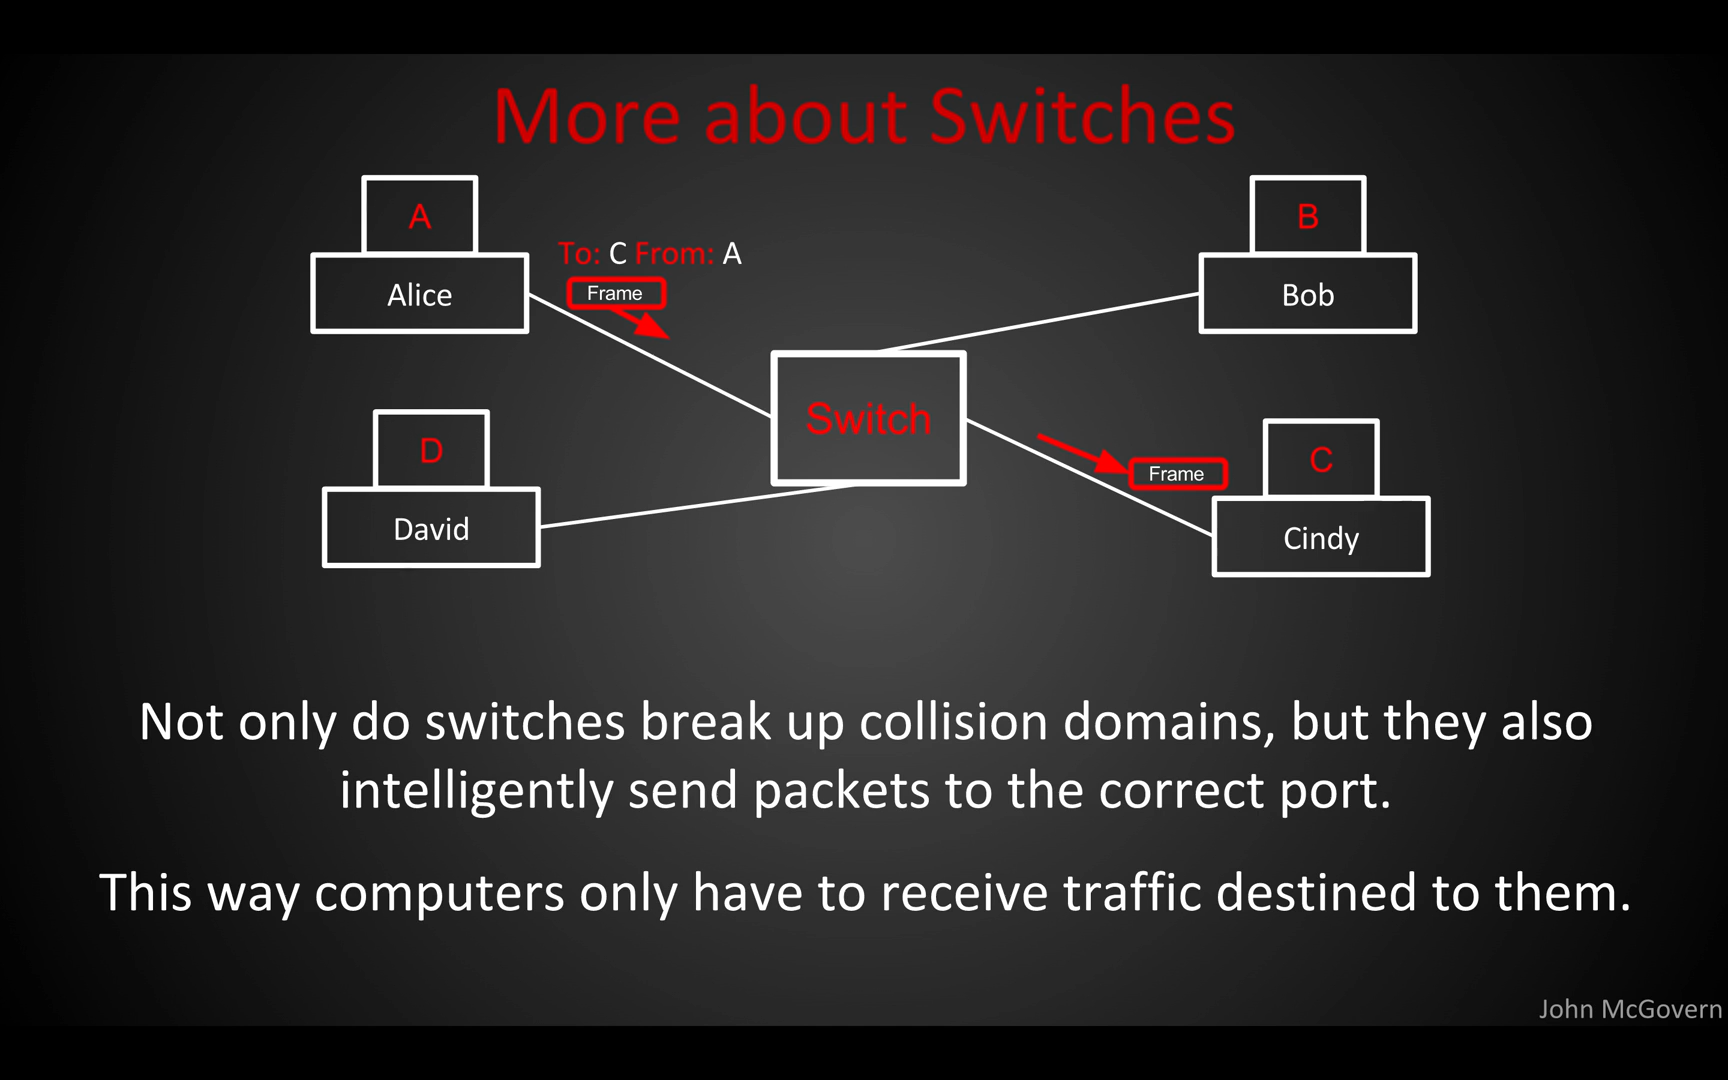 More about Switches
A
B
To: C From: A
Frame
Alice
Bob
Switch
D
C
Frame
David
Cindy
Not only do switches break up collision domains, but they also
intelligently send packets to the correct port.
This way computers only have to receive traffic destined to them.
John McGovern